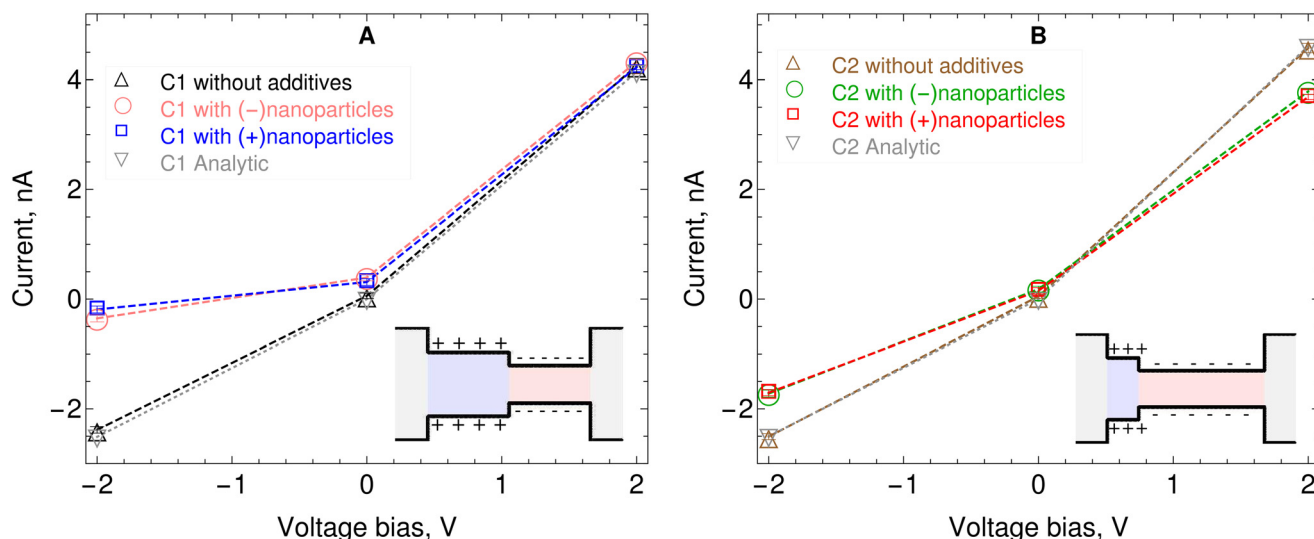 A
C1 without additives
C1 with (−)nanoparticles
C1 with (+)nanoparticles
C1 Analytic
Current, nA
4
2
0
−2
+ + + +
- - - - - - -
- - - - - - -
+ + + +
−2 −1 0 1 2
Voltage bias, V
B
C2 without additives
C2 with (−)nanoparticles
C2 with (+)nanoparticles
C2 Analytic
Current, nA
4
2
0
−2
+++
- - - - -
- - - - -
+++
−2 −1 0 1 2
Voltage bias, V